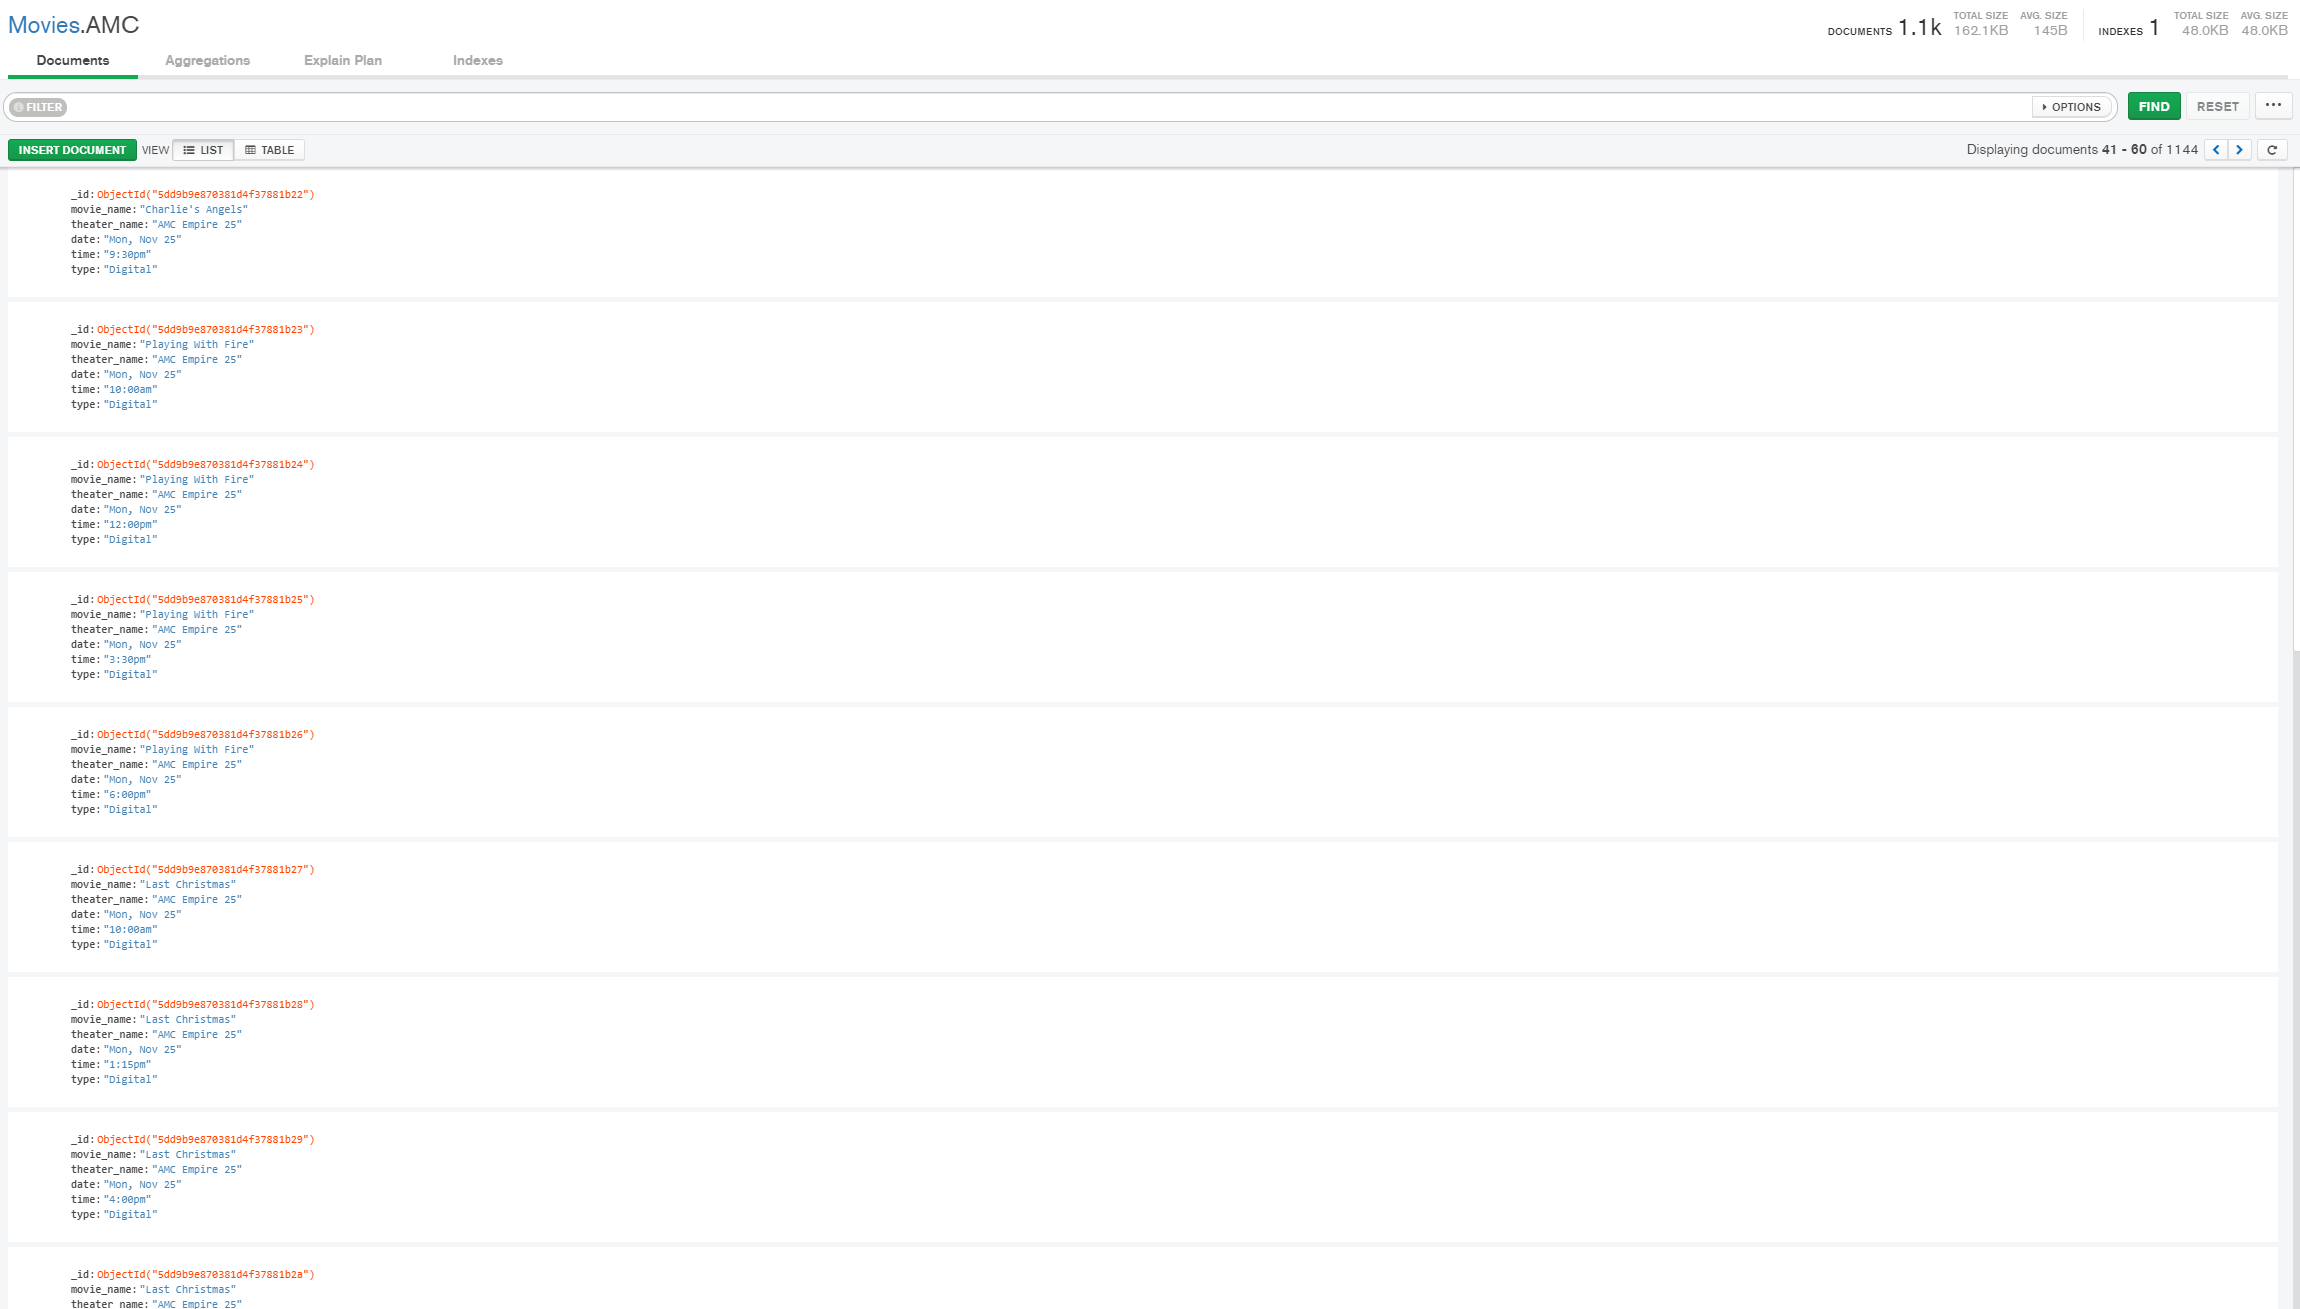 Movies.AMC
DOCUMENTS 1.1k TOTAL SIZE 162.1KB AVG. SIZE 145B INDEXES 1 TOTAL SIZE 48.0KB AVG. SIZE 48.0KB
Documents Aggregations Explain Plan Indexes
FILTER OPTIONS FIND RESET ...
INSERT DOCUMENT VIEW LIST TABLE Displaying documents 41 - 60 of 1144
_id: ObjectId("5dd9b9e870381d4f37881b22")
movie_name: "Charlie's Angels"
theater_name: "AMC Empire 25"
date: "Mon, Nov 25"
time: "9:30pm"
type: "Digital"
_id: ObjectId("5dd9b9e870381d4f37881b23")
movie_name: "Playing With Fire"
theater_name: "AMC Empire 25"
date: "Mon, Nov 25"
time: "10:00am"
type: "Digital"
_id: ObjectId("5dd9b9e870381d4f37881b24")
movie_name: "Playing With Fire"
theater_name: "AMC Empire 25"
date: "Mon, Nov 25"
time: "12:00pm"
type: "Digital"
_id: ObjectId("5dd9b9e870381d4f37881b25")
movie_name: "Playing With Fire"
theater_name: "AMC Empire 25"
date: "Mon, Nov 25"
time: "3:30pm"
type: "Digital"
_id: ObjectId("5dd9b9e870381d4f37881b26")
movie_name: "Playing With Fire"
theater_name: "AMC Empire 25"
date: "Mon, Nov 25"
time: "6:00pm"
type: "Digital"
_id: ObjectId("5dd9b9e870381d4f37881b27")
movie_name: "Last Christmas"
theater_name: "AMC Empire 25"
date: "Mon, Nov 25"
time: "10:00am"
type: "Digital"
_id: ObjectId("5dd9b9e870381d4f37881b28")
movie_name: "Last Christmas"
theater_name: "AMC Empire 25"
date: "Mon, Nov 25"
time: "1:15pm"
type: "Digital"
_id: ObjectId("5dd9b9e870381d4f37881b29")
movie_name: "Last Christmas"
theater_name: "AMC Empire 25"
date: "Mon, Nov 25"
time: "4:00pm"
type: "Digital"
_id: ObjectId("5dd9b9e870381d4f37881b2a")
movie_name: "Last Christmas"
theater_name: "AMC Empire 25"